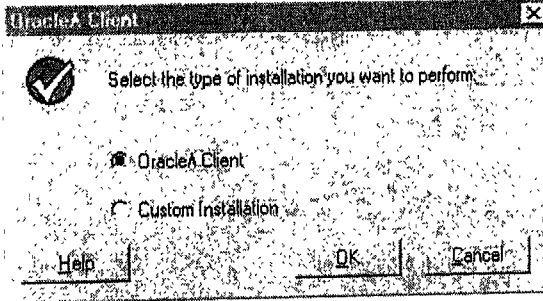 OracleA Client
Select the type of installation you want to perform.
OracleA Client
Custom Installation
Help
OK
Cancel